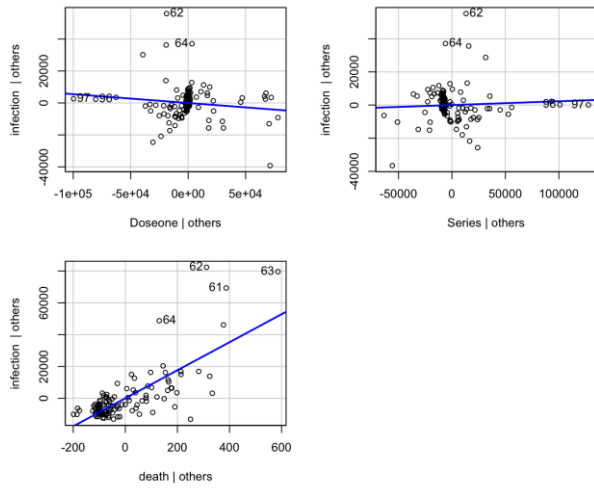 infection | others
-40000 0 20000
62
64
97
96
-1e+05 -5e+04 0e+00 5e+04
Doseone | others
infection | others
-40000 0 20000
62
64
96
97
-50000 0 50000 100000
Series | others
infection | others
0 20000 60000
62
63
61
64
-200 0 200 400 600
death | others